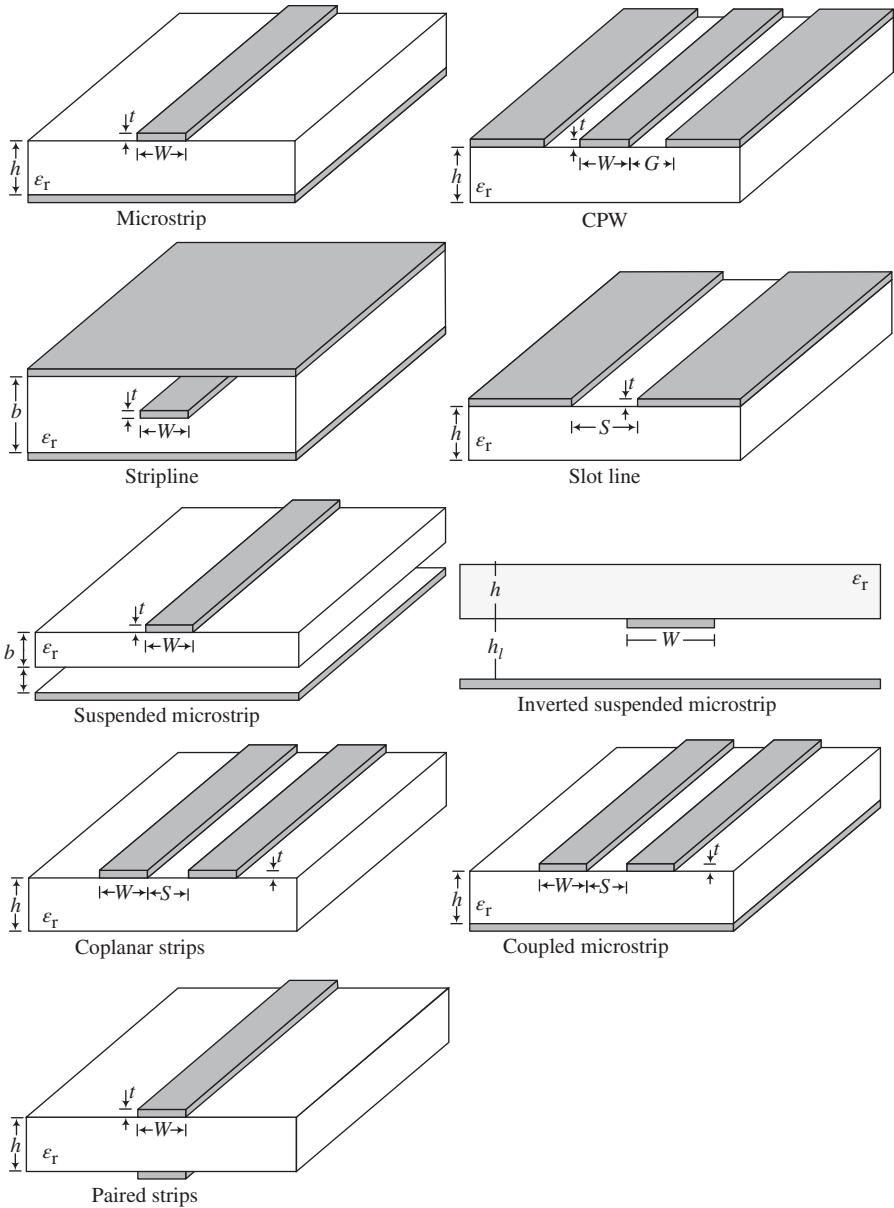 t
h
W
εr
Microstrip
t
h
W
G
εr
CPW
b
t
W
εr
Stripline
t
h
S
εr
Slot line
t
b
W
εr
Suspended microstrip
h
εr
W
hl
Inverted suspended microstrip
t
W
S
h
εr
Coplanar strips
t
W
S
h
εr
Coupled microstrip
t
h
W
εr
Paired strips